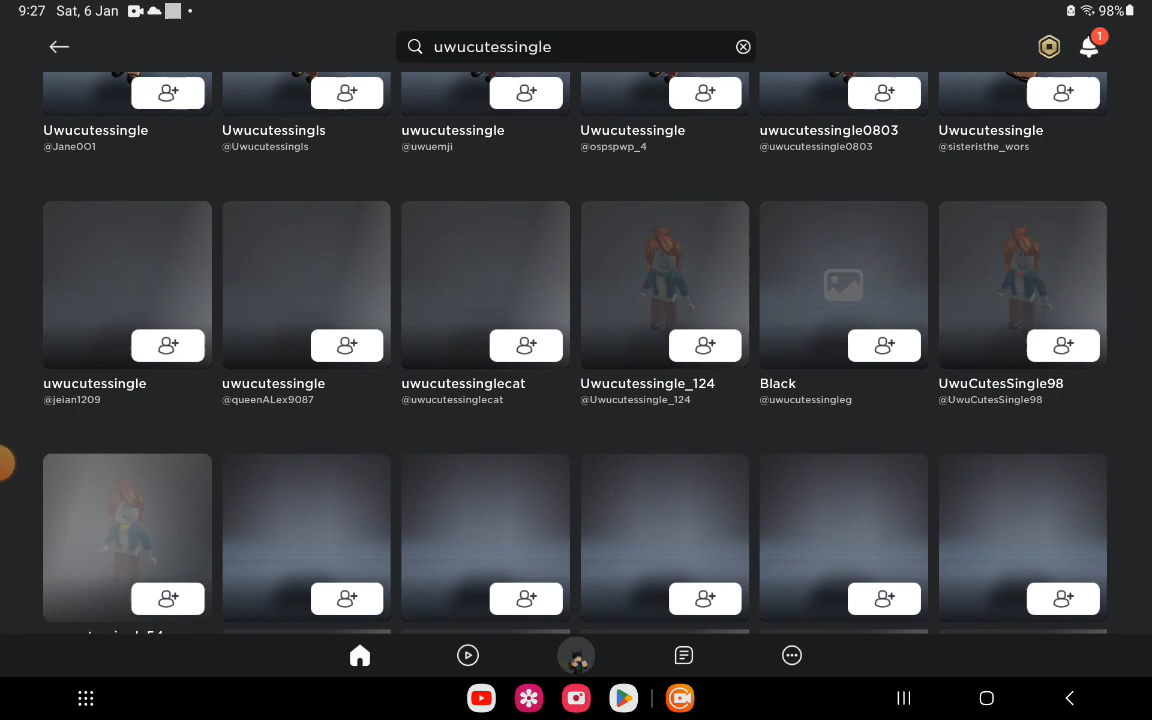 9:27 Sat, 6 Jan 98%
uwucutessingle
1
Uwucutessingle Uwucutessingls uwucutessingle Uwucutessingle uwucutessingle0803 Uwucutessingle
@Jane0O1 @Uwucutessingls @uwuemji @ospspwp_4 @uwucutessingle0803 @sisteristhe_wors
uwucutessingle uwucutessingle uwucutessinglecat Uwucutessingle_124 Black UwuCutesSingle98
@jeian1209 @queenALex9087 @uwucutessinglecat @Uwucutessingle_124 @uwucutessingleg @UwuCutesSingle98